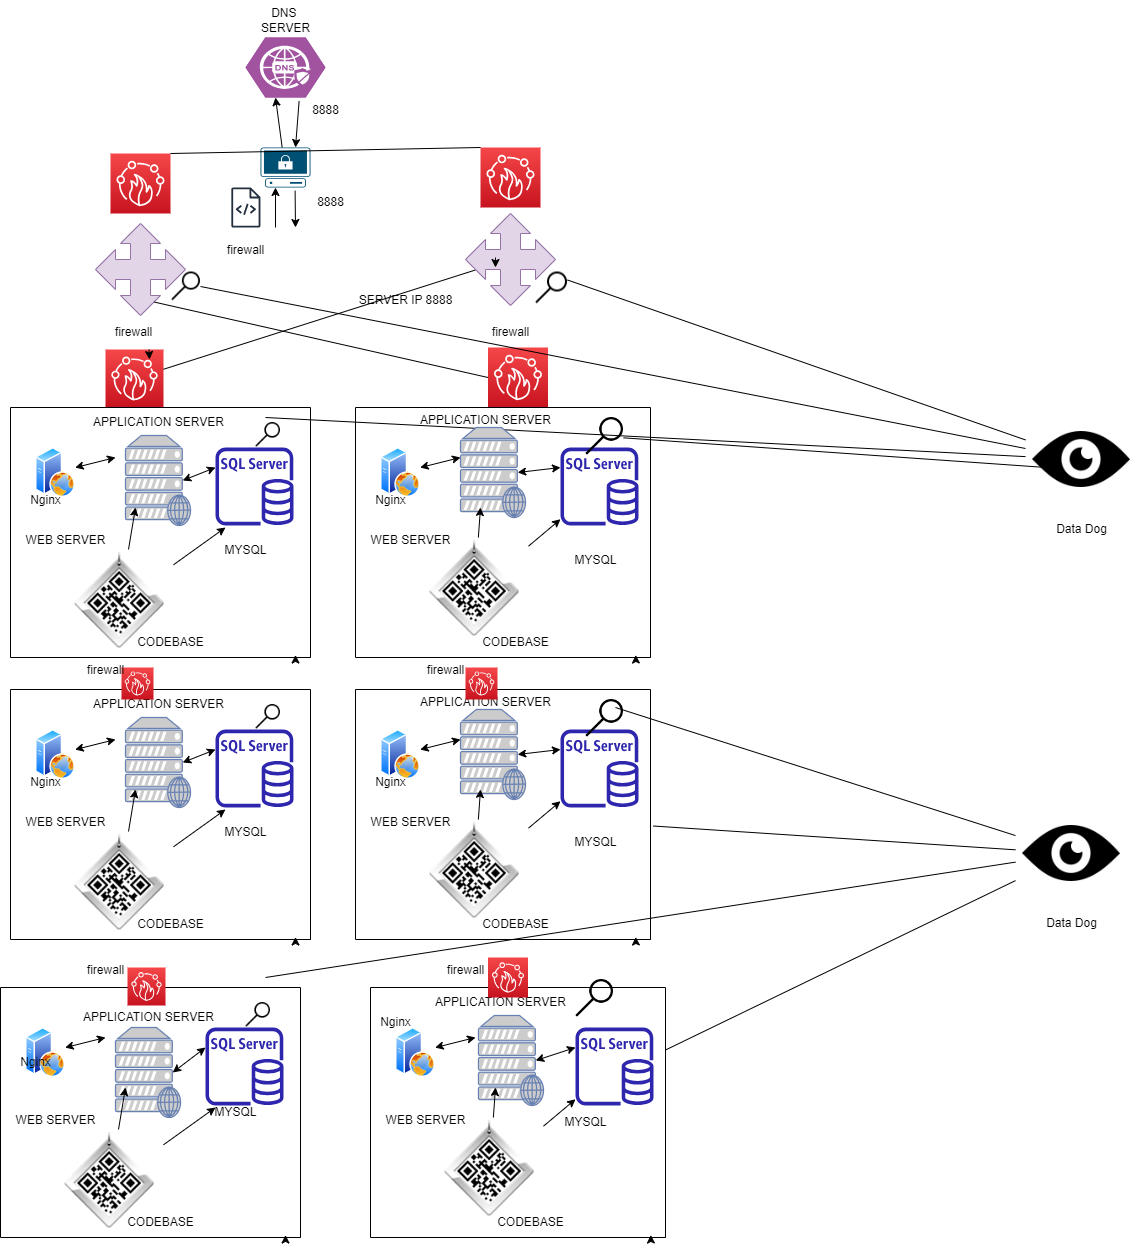 DNS
SERVER
DNS
8888
</>
8888
firewall
SERVER IP 8888
firewall
firewall
APPLICATION SERVER
APPLICATION SERVER
SQL Server
SQL Server
Nginx
Nginx
WEB SERVER
MYSQL
WEB SERVER
MYSQL
CODEBASE
CODEBASE
Data Dog
firewall
firewall
APPLICATION SERVER
APPLICATION SERVER
SQL Server
SQL Server
Nginx
Nginx
WEB SERVER
MYSQL
WEB SERVER
MYSQL
CODEBASE
CODEBASE
Data Dog
firewall
firewall
APPLICATION SERVER
APPLICATION SERVER
Nginx
SQL Server
SQL Server
Nginx
WEB SERVER
MYSQL
WEB SERVER
MYSQL
CODEBASE
CODEBASE